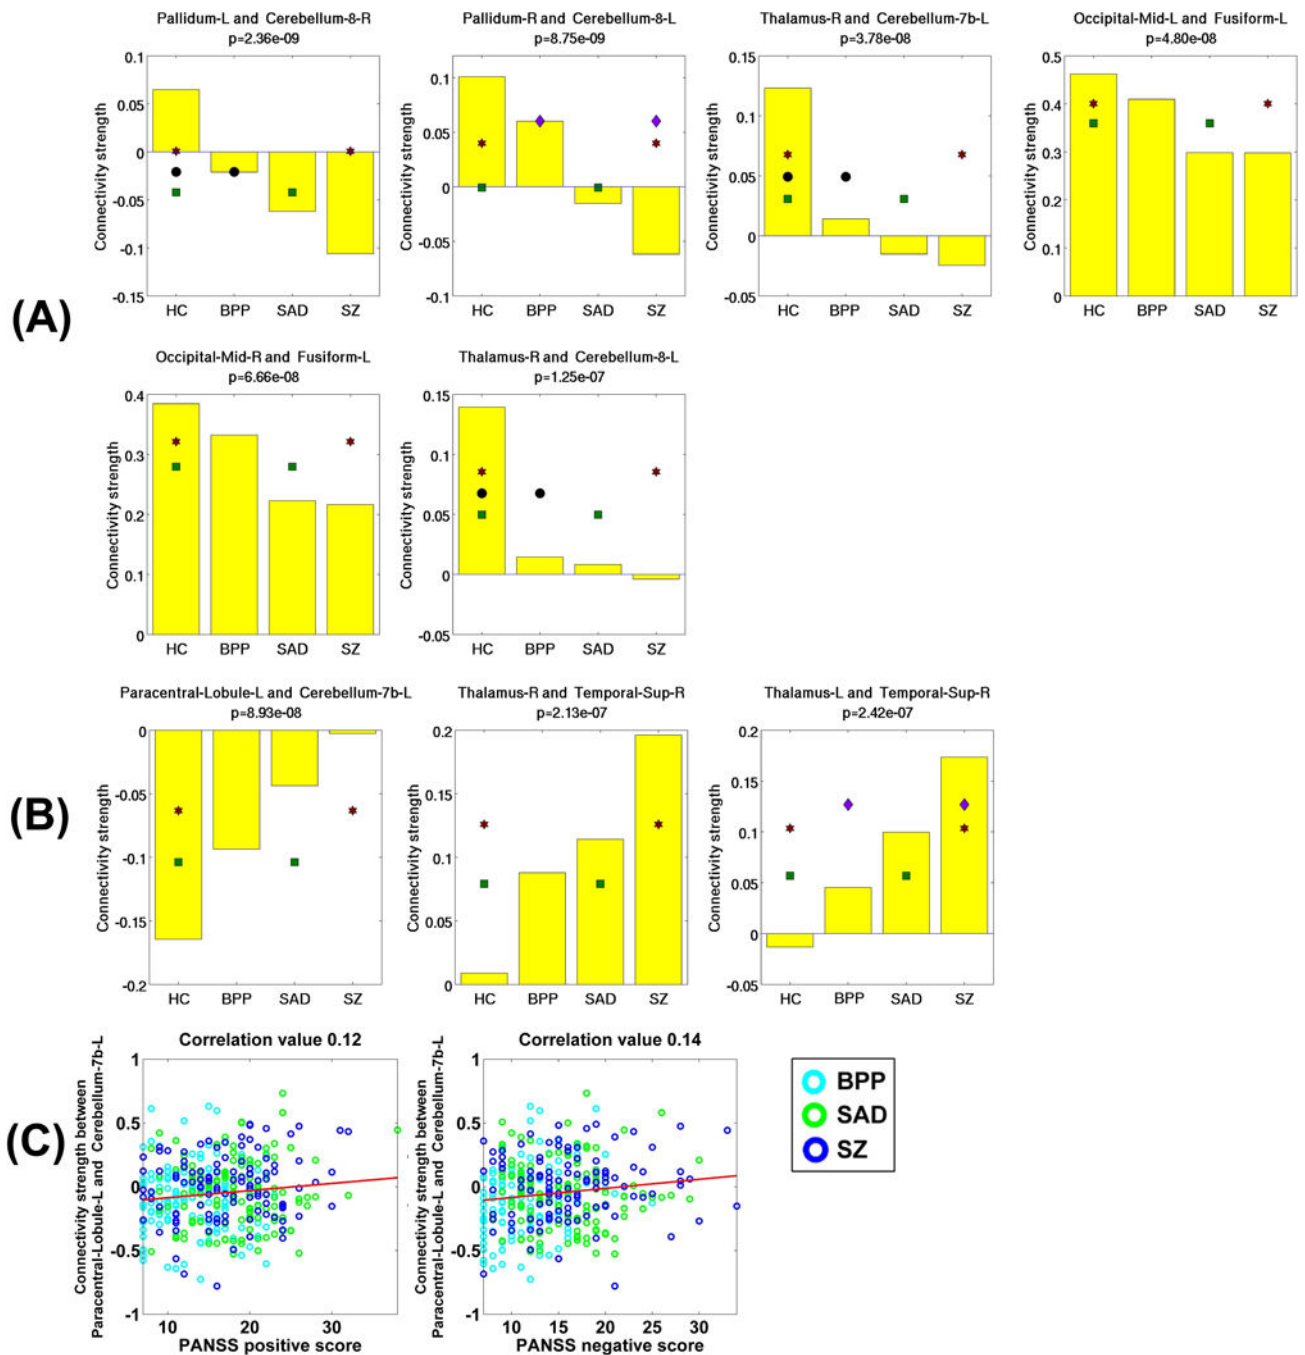 Pallidum-L and Cerebellum-8-R
p=2.36e-09
Connectivity strength
0.1
0.05
0
-0.05
-0.1
-0.15
HC BPP SAD SZ
Pallidum-R and Cerebellum-8-L
p=8.75e-09
Connectivity strength
0.1
0.05
0
-0.05
-0.1
HC BPP SAD SZ
Thalamus-R and Cerebellum-7b-L
p=3.78e-08
Connectivity strength
0.15
0.1
0.05
0
-0.05
HC BPP SAD SZ
Occipital-Mid-L and Fusiform-L
p=4.80e-08
Connectivity strength
0.5
0.4
0.3
0.2
0.1
0
HC BPP SAD SZ
(A)
Occipital-Mid-R and Fusiform-L
p=6.66e-08
Connectivity strength
0.4
0.3
0.2
0.1
0
HC BPP SAD SZ
Thalamus-R and Cerebellum-8-L
p=1.25e-07
Connectivity strength
0.15
0.1
0.05
0
-0.05
HC BPP SAD SZ
(B)
Paracentral-Lobule-L and Cerebellum-7b-L
p=8.93e-08
Connectivity strength
0
-0.05
-0.1
-0.15
-0.2
HC BPP SAD SZ
Thalamus-R and Temporal-Sup-R
p=2.13e-07
Connectivity strength
0.2
0.15
0.1
0.05
0
HC BPP SAD SZ
Thalamus-L and Temporal-Sup-R
p=2.42e-07
Connectivity strength
0.2
0.15
0.1
0.05
0
-0.05
HC BPP SAD SZ
(C)
Correlation value 0.12
Connectivity strength between
Paracentral-Lobule-L and Cerebellum-7b-L
1
0.5
0
-0.5
-1
10 20 30
PANSS positive score
Correlation value 0.14
Connectivity strength between
Paracentral-Lobule-L and Cerebellum-7b-L
1
0.5
0
-0.5
-1
10 15 20 25 30
PANSS negative score
BPP
SAD
SZ